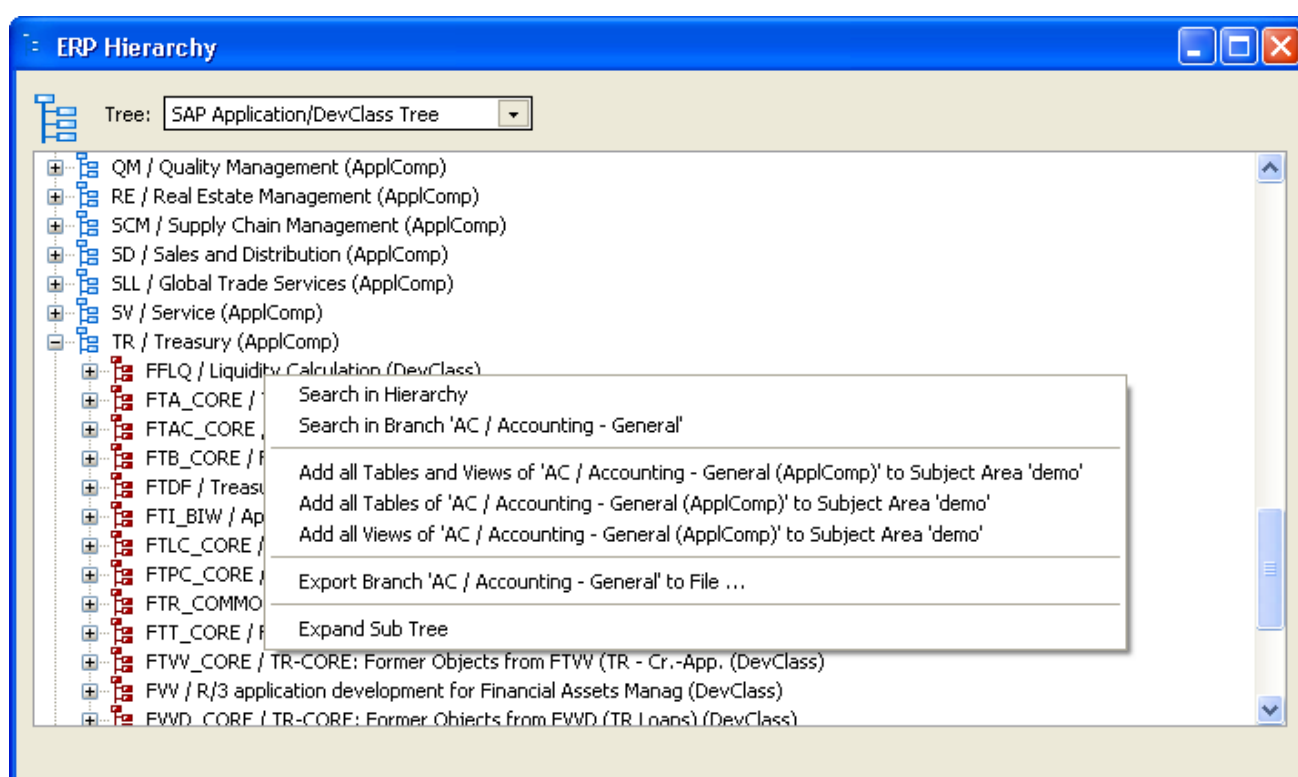 ERP Hierarchy
Tree: SAP Application/DevClass Tree
QM / Quality Management (ApplComp)
RE / Real Estate Management (ApplComp)
SCM / Supply Chain Management (ApplComp)
SD / Sales and Distribution (ApplComp)
SLL / Global Trade Services (ApplComp)
SV / Service (ApplComp)
TR / Treasury (ApplComp)
FFLQ / Liquidity Calculation (DevClass)
FTA_CORE /
FTAC_CORE
FTB_CORE /
FTDF / Treasu
FTI_BIW / Ap
FTLC_CORE /
FTPC_CORE
FTR_COMMO
FTT_CORE /
Search in Hierarchy
Search in Branch 'AC / Accounting - General'
Add all Tables and Views of 'AC / Accounting - General (ApplComp)' to Subject Area 'demo'
Add all Tables of 'AC / Accounting - General (ApplComp)' to Subject Area 'demo'
Add all Views of 'AC / Accounting - General (ApplComp)' to Subject Area 'demo'
Export Branch 'AC / Accounting - General' to File ...
Expand Sub Tree
FTVV_CORE / TR-CORE: Former Objects from FTVV (TR - Cr.-App. (DevClass)
FVV / R/3 application development for Financial Assets Manag (DevClass)
FVVD_CORE / TR-CORE: Former Objects from FVVD (TR Loans) (DevClass)